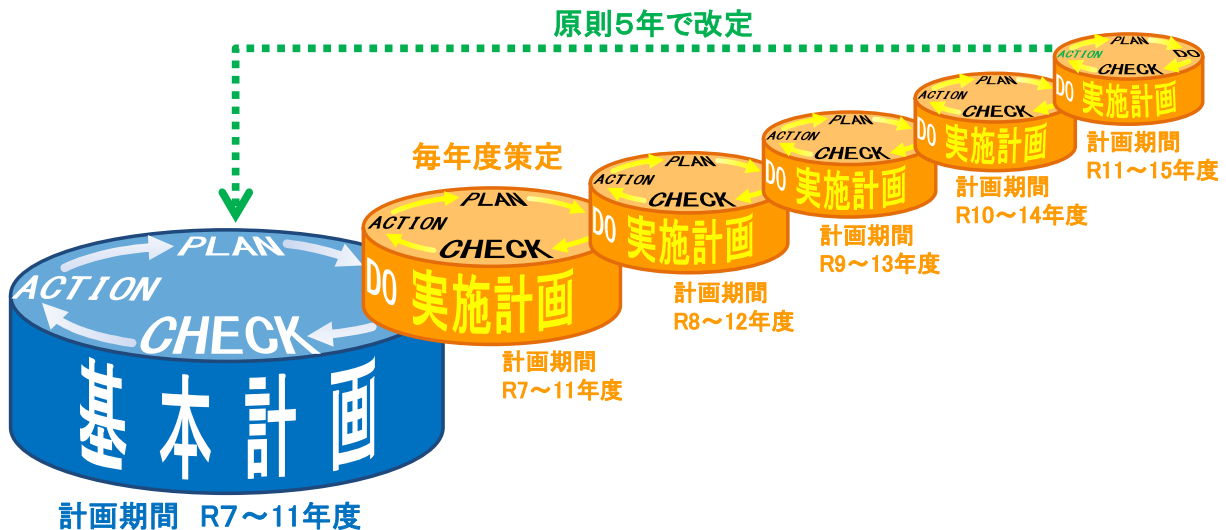 原則5年で改定
毎年度策定
PLAN
ACTION
CHECK
基本計画
計画期間 R7～11年度
PLAN
ACTION
CHECK
DO 実施計画
計画期間
R7～11年度
PLAN
ACTION
CHECK
DO 実施計画
計画期間
R8～12年度
PLAN
ACTION
CHECK
DO 実施計画
計画期間
R9～13年度
PLAN
ACTION
CHECK
DO 実施計画
計画期間
R10～14年度
PLAN
ACTION
DO
CHECK
DO 実施計画
計画期間
R11～15年度